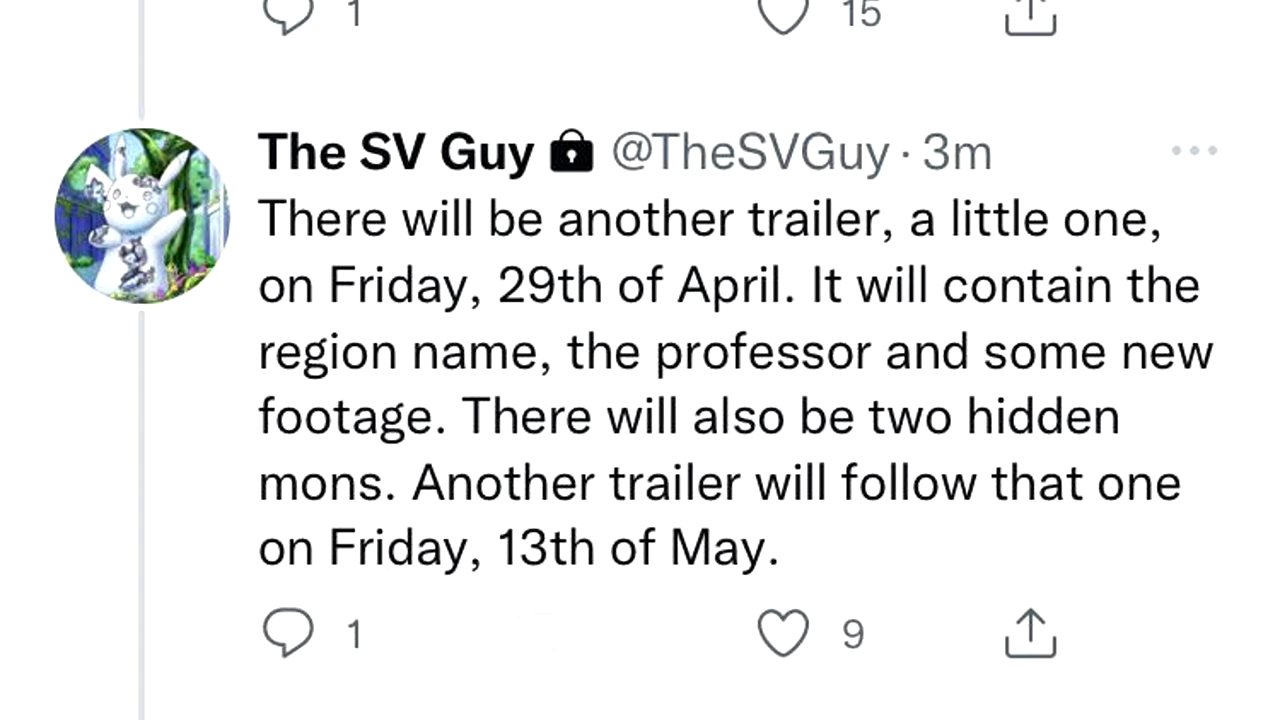 1 15
The SV Guy @TheSVGuy · 3m
There will be another trailer, a little one,
on Friday, 29th of April. It will contain the
region name, the professor and some new
footage. There will also be two hidden
mons. Another trailer will follow that one
on Friday, 13th of May.
1 9